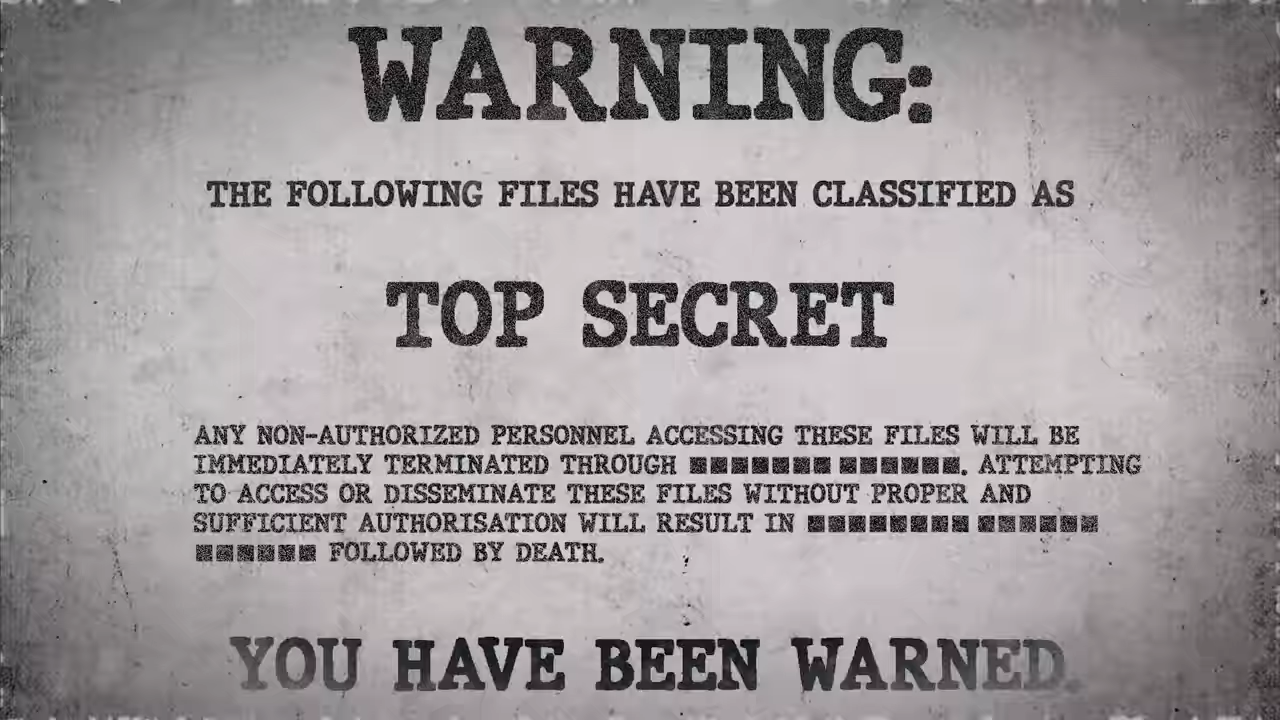 WARNING:
THE FOLLOWING FILES HAVE BEEN CLASSIFIED AS
TOP SECRET
ANY NON-AUTHORIZED PERSONNEL ACCESSING THESE FILES WILL BE
IMMEDIATELY TERMINATED THROUGH ■■■■■■■ ■■■■■■. ATTEMPTING
TO ACCESS OR DISSEMINATE THESE FILES WITHOUT PROPER AND
SUFFICIENT AUTHORISATION WILL RESULT IN ■■■■■■■■ ■■■■■■
■■■■■■ FOLLOWED BY DEATH.
YOU HAVE BEEN WARNED.